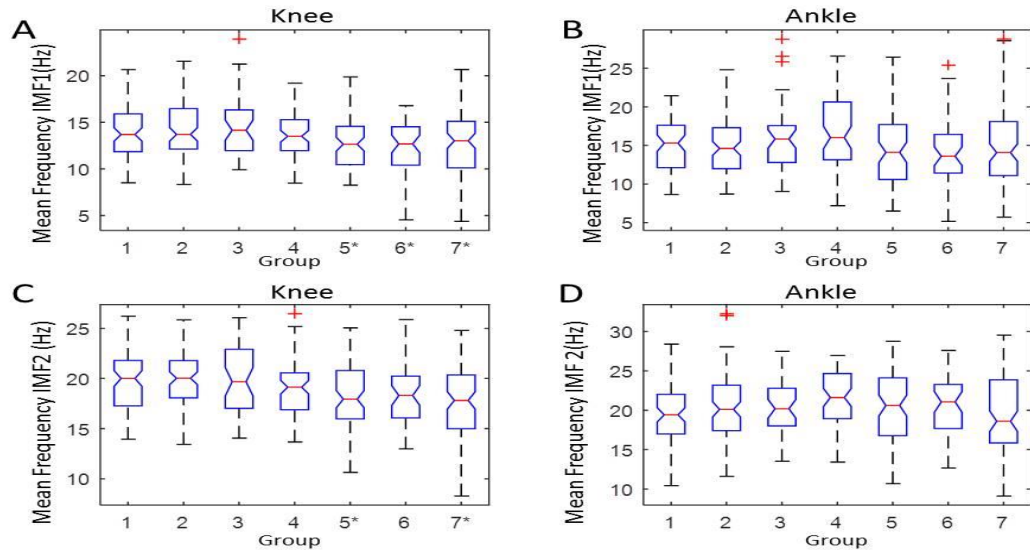 A
Knee
Mean Frequency IMF1(Hz)
20
15
10
5
1 2 3 4 5* 6* 7*
Group
B
Ankle
Mean Frequency IMF1(Hz)
25
20
15
10
5
1 2 3 4 5 6 7
Group
C
Knee
Mean Frequency IMF2 (Hz)
25
20
15
10
1 2 3 4 5* 6 7*
Group
D
Ankle
Mean Frequency IMF 2(Hz)
30
25
20
15
10
1 2 3 4 5 6 7
Group